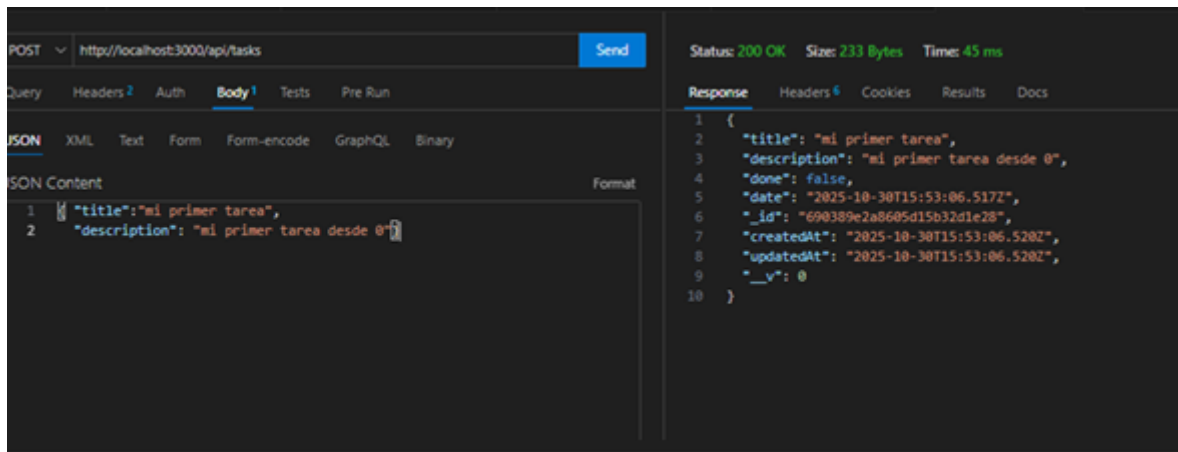 POST http://localhost:3000/api/tasks Send
Query Headers 2 Auth Body 1 Tests Pre Run
JSON XML Text Form Form-encode GraphQL Binary
JSON Content Format
1 { "title":"mi primer tarea",
2 "description": "mi primer tarea desde 0"}
Status: 200 OK Size: 233 Bytes Time: 45 ms
Response Headers 6 Cookies Results Docs
1 {
2 "title": "mi primer tarea",
3 "description": "mi primer tarea desde 0",
4 "done": false,
5 "date": "2025-10-30T15:53:06.517Z",
6 "_id": "690389e2a8605d15b32d1e28",
7 "createdAt": "2025-10-30T15:53:06.520Z",
8 "updatedAt": "2025-10-30T15:53:06.520Z",
9 "__v": 0
10 }